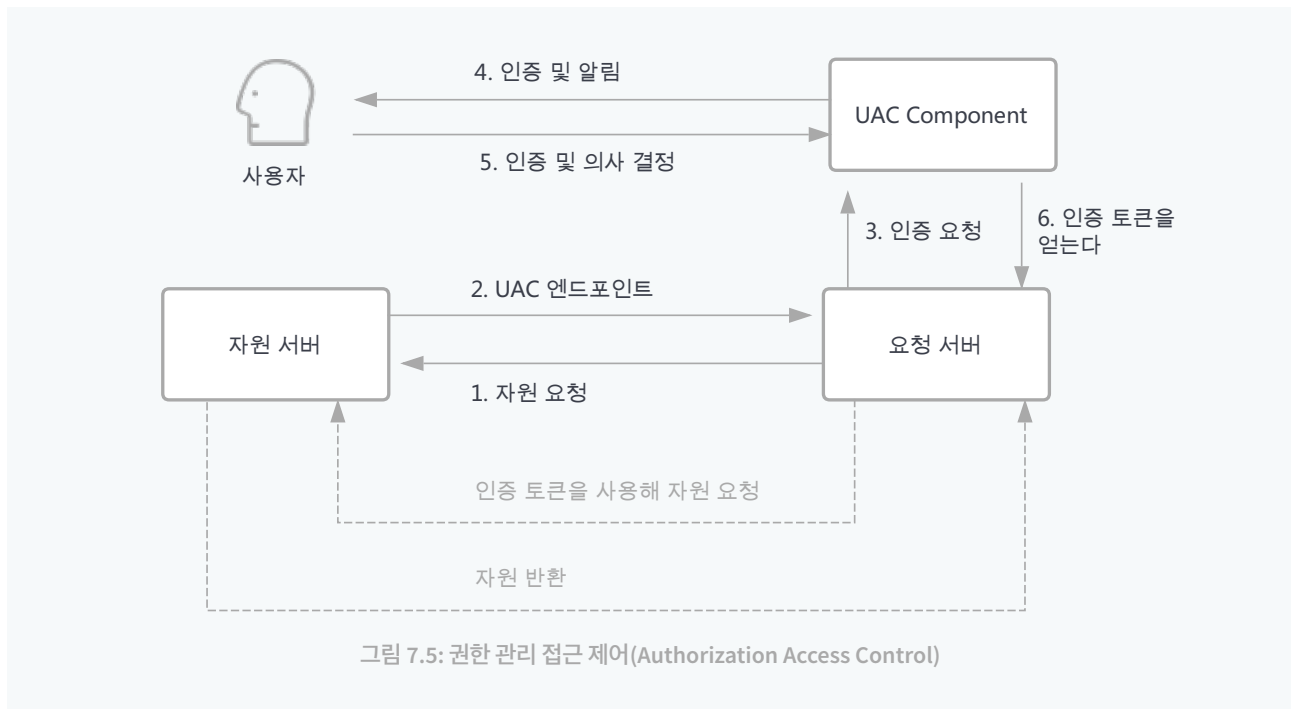 4. 인증 및 알림
UAC Component
5. 인증 및 의사 결정
사용자
3. 인증 요청
6. 인증 토큰을
얻는다
2. UAC 엔드포인트
자원 서버
요청 서버
1. 자원 요청
인증 토큰을 사용해 자원 요청
자원 반환
그림 7.5: 권한 관리 접근 제어(Authorization Access Control)